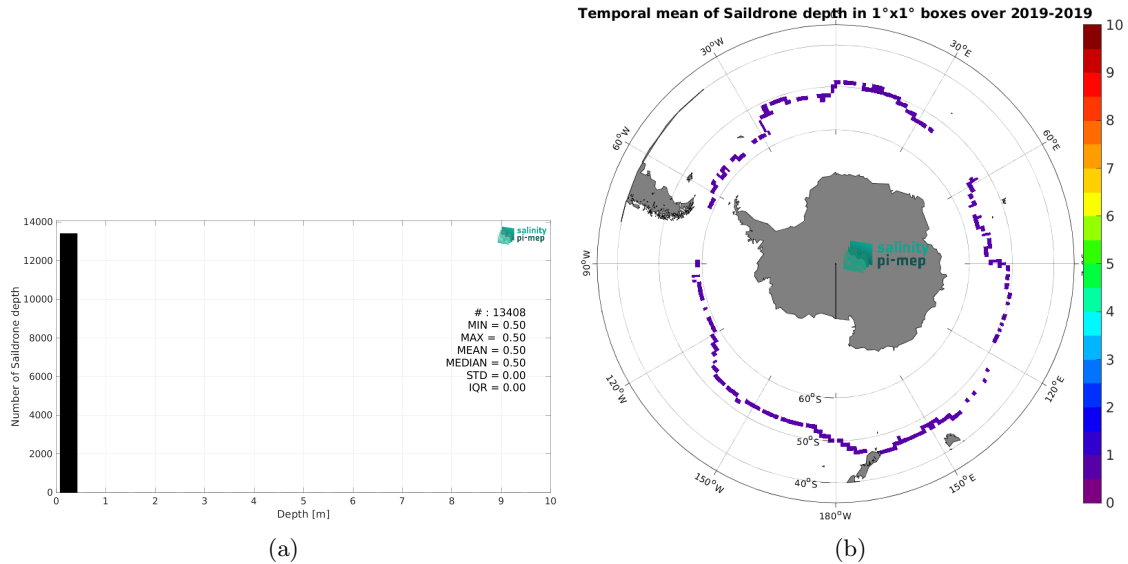 14000
12000
10000
8000
6000
4000
2000
0
0 1 2 3 4 5 6 7 8 9 10
Number of Saildrone depth
Depth [m]
salinity
pi-mep
# : 13408
MIN = 0.50
MAX = 0.50
MEAN = 0.50
MEDIAN = 0.50
STD = 0.00
IQR = 0.00
(a)
Temporal mean of Saildrone depth in 1°x1° boxes over 2019-2019
30°W
30°E
60°W
60°E
90°W
120°W
120°E
150°W
150°E
180°W
60°S
50°S
40°S
salinity
pi-mep
10
9
8
7
6
5
4
3
2
1
0
(b)